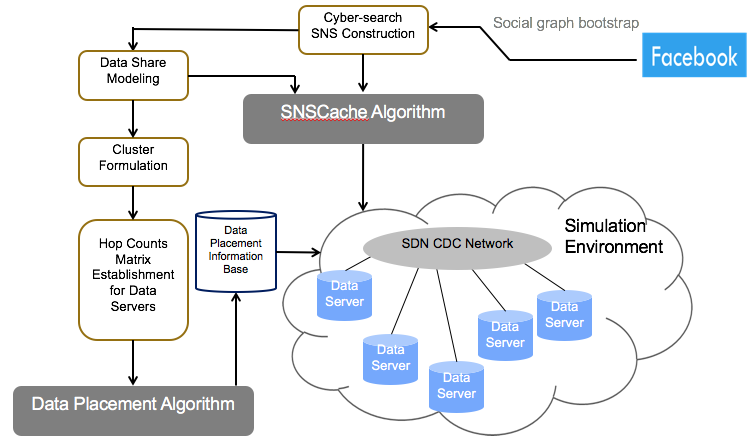 Cyber-search
SNS Construction
Social graph bootstrap
Facebook
Data Share
Modeling
SNSCache Algorithm
Cluster
Formulation
Hop Counts
Matrix
Establishment
for Data
Servers
Data
Placement
Information
Base
Simulation
Environment
SDN CDC Network
Data
Server
Data
Server
Data
Server
Data
Server
Data
Server
Data Placement Algorithm